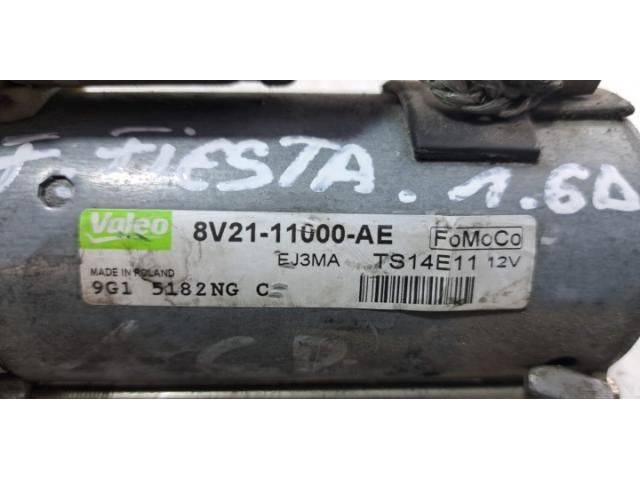 F. FIESTA. 1.6D
Valeo 8V21-11000-AE FoMoCo
EJ3MA TS14E11 12V
MADE IN POLAND
9G1 5182NG C